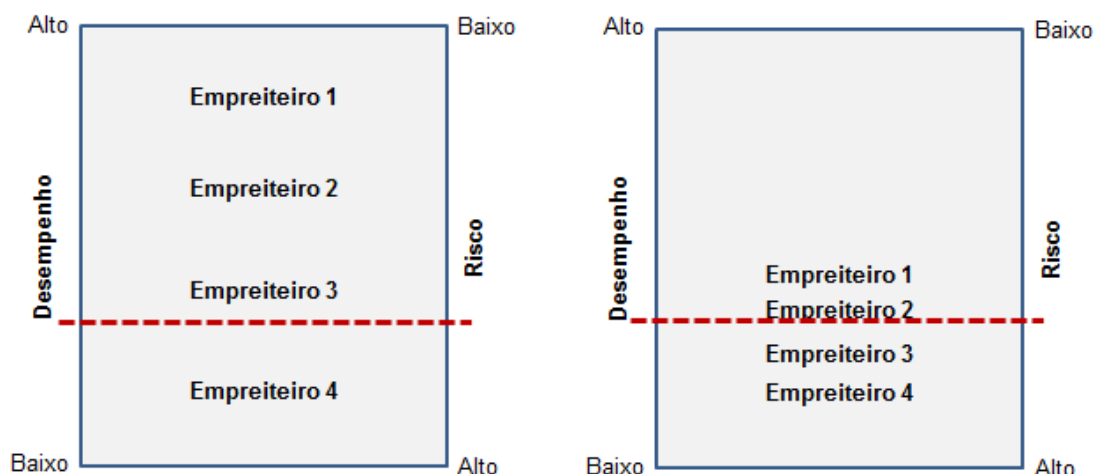 Alto
Baixo
Empreiteiro 1
Empreiteiro 2
Empreiteiro 3
Empreiteiro 4
Desempenho
Risco
Baixo
Alto
Alto
Baixo
Empreiteiro 1
Empreiteiro 2
Empreiteiro 3
Empreiteiro 4
Desempenho
Risco
Baixo
Alto